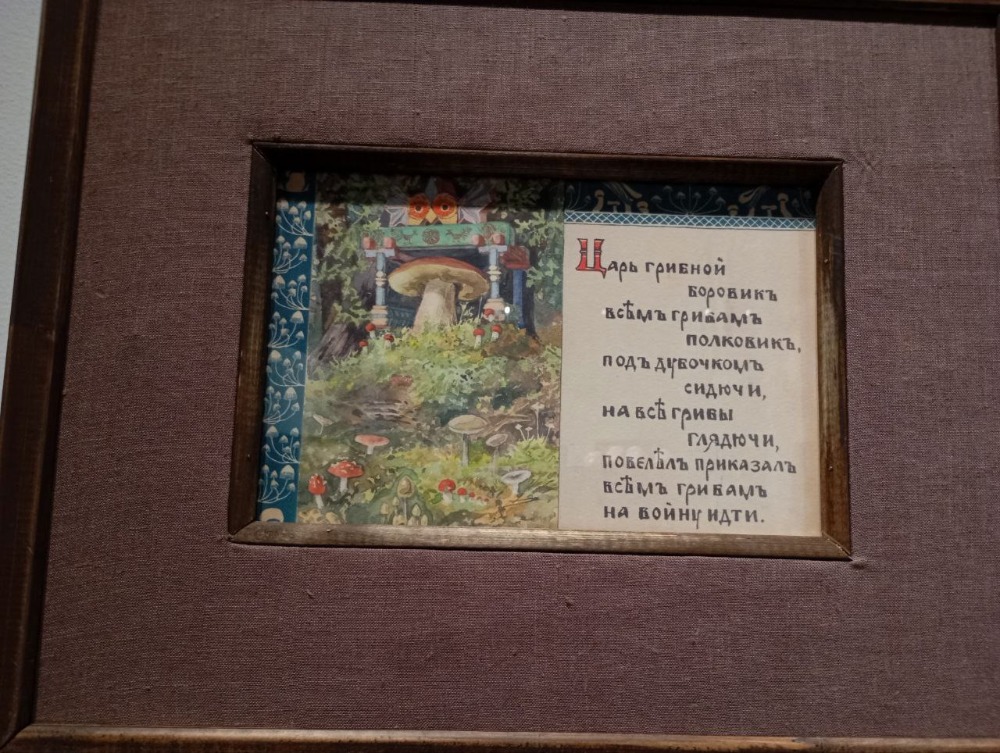 Царь грибной
боровикъ
всѣмъ грибамъ
полковикъ,
подъ дубочкомъ
сидючи,
на всѣ грибы
глядючи,
повелѣлъ приказалъ
всѣмъ грибамъ
на войну идти.